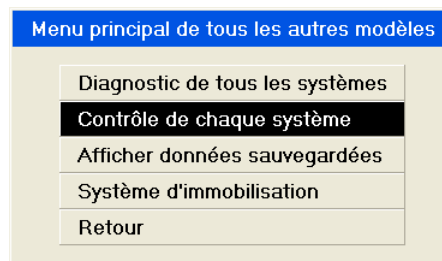 Menu principal de tous les autres modèles
Diagnostic de tous les systèmes
Contrôle de chaque système
Afficher données sauvegardées
Système d'immobilisation
Retour